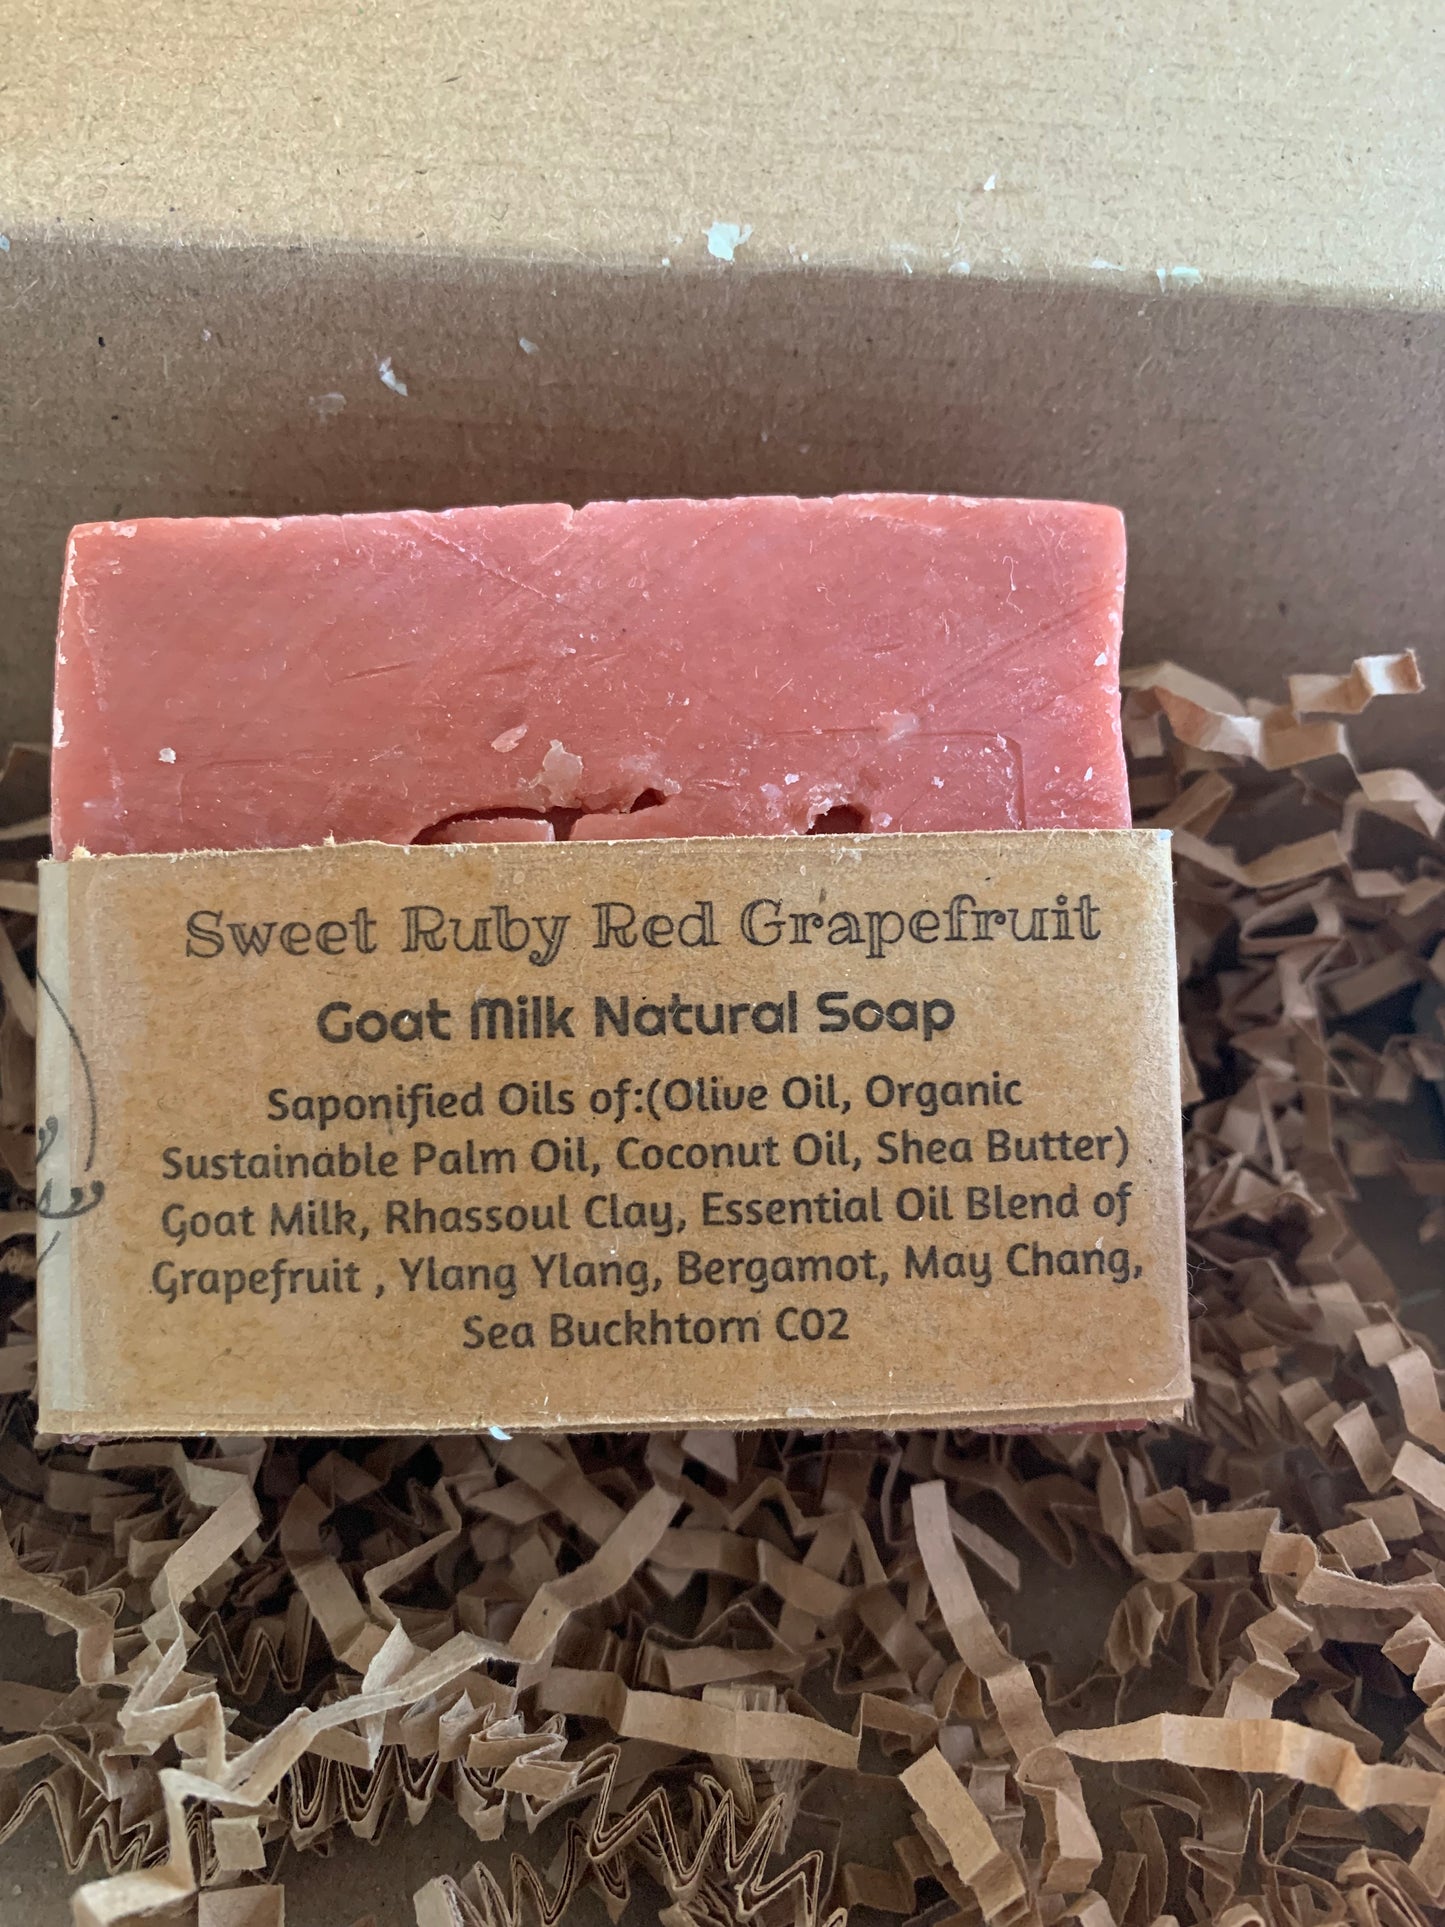 Sweet Ruby Red Grapefruit
Goat Milk Natural Soap
Saponified Oils of:(Olive Oil, Organic
Sustainable Palm Oil, Coconut Oil, Shea Butter)
Goat Milk, Rhassoul Clay, Essential Oil Blend of
Grapefruit , Ylang Ylang, Bergamot, May Chang,
Sea Buckhtorn CO2